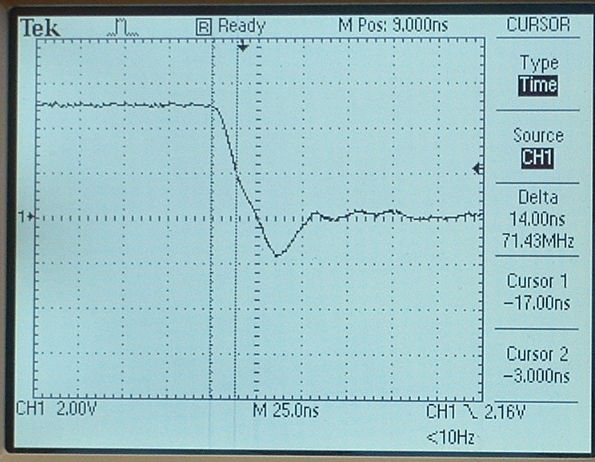 Tek R Ready M Pos: 9.000ns CURSOR
Type
Time
Source
CH1
Delta
14.00ns
71.43MHz
1
Cursor 1
-17.00ns
Cursor 2
-3.000ns
CH1 2.00V M 25.0ns CH1 2.16V
<10Hz